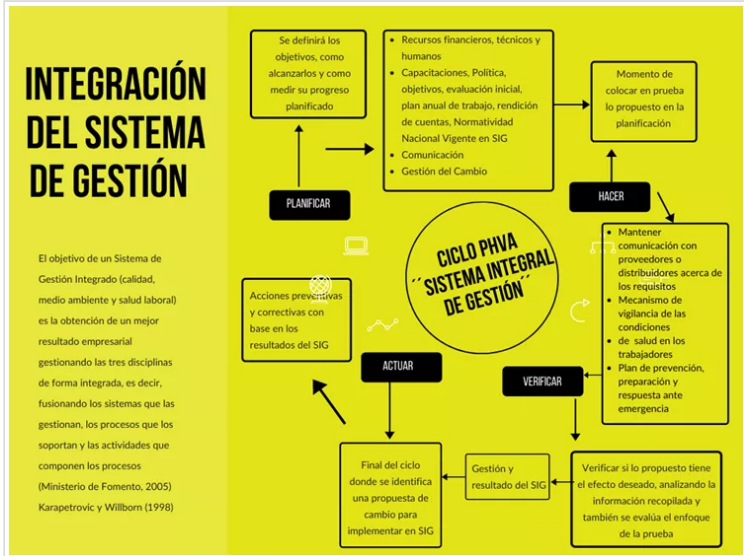 INTEGRACIÓN
DEL SISTEMA
DE GESTIÓN
El objetivo de un Sistema de
Gestión Integrado (calidad,
medio ambiente y salud laboral)
es la obtención de un mejor
resultado empresarial
gestionando las tres disciplinas
de forma integrada, es decir,
fusionando los sistemas que las
gestionan, los procesos que los
soportan y las actividades que
componen los procesos
(Ministerio de Fomento, 2005)
Karapetrovic y Willborn (1998)
Se definirá los
objetivos, como
alcanzarlos y como
medir su progreso
planificado
PLANIFICAR
• Recursos financieros, técnicos y
humanos
• Capacitaciones, Política,
objetivos, evaluación inicial,
plan anual de trabajo, rendición
de cuentas, Normatividad
Nacional Vigente en SIG
• Comunicación
• Gestión del Cambio
Momento de
colocar en prueba
lo propuesto en la
planificación
HACER
CICLO PHVA
´´SISTEMA INTEGRAL
DE GESTIÓN´´
• Mantener
comunicación con
proveedores o
distribuidores acerca de
los requisitos
• Mecanismo de
vigilancia de las
condiciones
• de salud en los
trabajadores
• Plan de prevención,
preparación y
respuesta ante
emergencia
VERIFICAR
Verificar si lo propuesto tiene
el efecto deseado, analizando la
información recopilada y
también se evalúa el enfoque
de la prueba
Gestión y
resultado del SIG
Final del ciclo
donde se identifica
una propuesta de
cambio para
implementar en SIG
ACTUAR
Acciones preventivas
y correctivas con
base en los
resultados del SIG